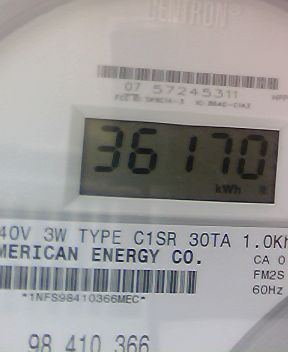 CENTRON®
07 57245311
36170
kWh
40V 3W TYPE C1SR 30TA 1.0Kh
MERICAN ENERGY CO.
CA 0
FM2S
60Hz
*1NFS98410366MEC*
98 410 366